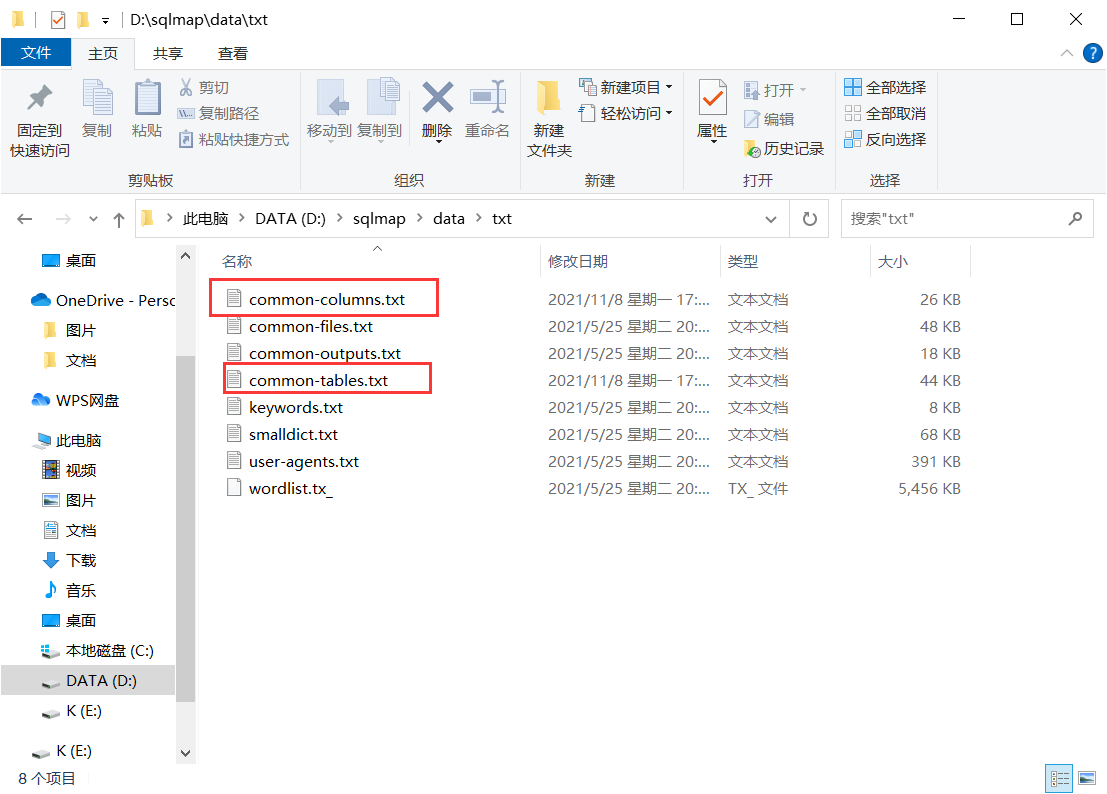 D:\sqlmap\data\txt
文件 主页 共享 查看
固定到
快速访问
复制
粘贴
剪切
复制路径
粘贴快捷方式
剪贴板
移动到 复制到 删除 重命名
组织
新建
文件夹
新建项目
轻松访问
新建
属性
打开
编辑
历史记录
打开
全部选择
全部取消
反向选择
选择
此电脑 > DATA (D:) > sqlmap > data > txt
搜索"txt"
桌面
OneDrive - Persc
图片
文档
WPS网盘
此电脑
视频
图片
文档
下载
音乐
桌面
本地磁盘 (C:)
DATA (D:)
K (E:)
K (E:)
名称 修改日期 类型 大小
common-columns.txt 2021/11/8 星期一 17:... 文本文档 26 KB
common-files.txt 2021/5/25 星期二 20:... 文本文档 48 KB
common-outputs.txt 2021/5/25 星期二 20:... 文本文档 18 KB
common-tables.txt 2021/11/8 星期一 17:... 文本文档 44 KB
keywords.txt 2021/5/25 星期二 20:... 文本文档 8 KB
smalldict.txt 2021/5/25 星期二 20:... 文本文档 68 KB
user-agents.txt 2021/5/25 星期二 20:... 文本文档 391 KB
wordlist.tx_ 2021/5/25 星期二 20:... TX_ 文件 5,456 KB
8 个项目